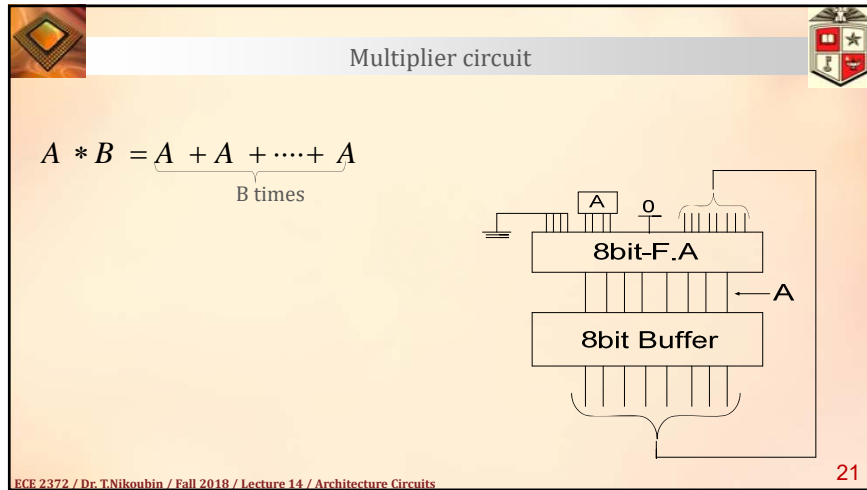 Multiplier circuit
A * B = A + A + ····+ A
B times
A
0
8bit-F.A
A
8bit Buffer
ECE 2372 / Dr. T.Nikoubin / Fall 2018 / Lecture 14 / Architecture Circuits
21